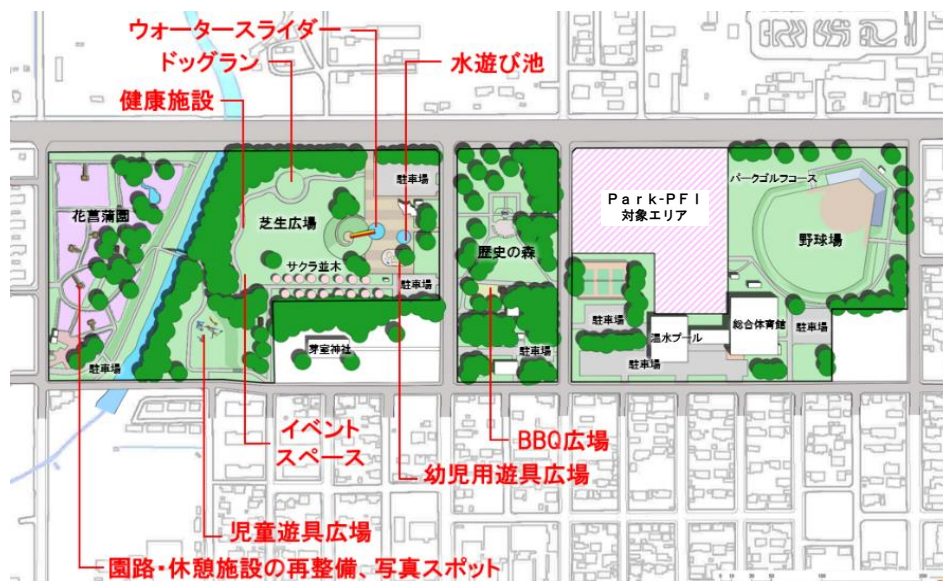 ウォータースライダー
ドッグラン
水遊び池
健康施設
駐車場
パークゴルフコース
Park-PFI
対象エリア
花菖蒲園
芝生広場
歴史の森
野球場
サクラ並木
駐車場
駐車場
駐車場
総合体育館
温水プール
芽室神社
駐車場
駐車場
駐車場
イベント
スペース
BBQ広場
幼児用遊具広場
児童遊具広場
園路・休憩施設の再整備、写真スポット